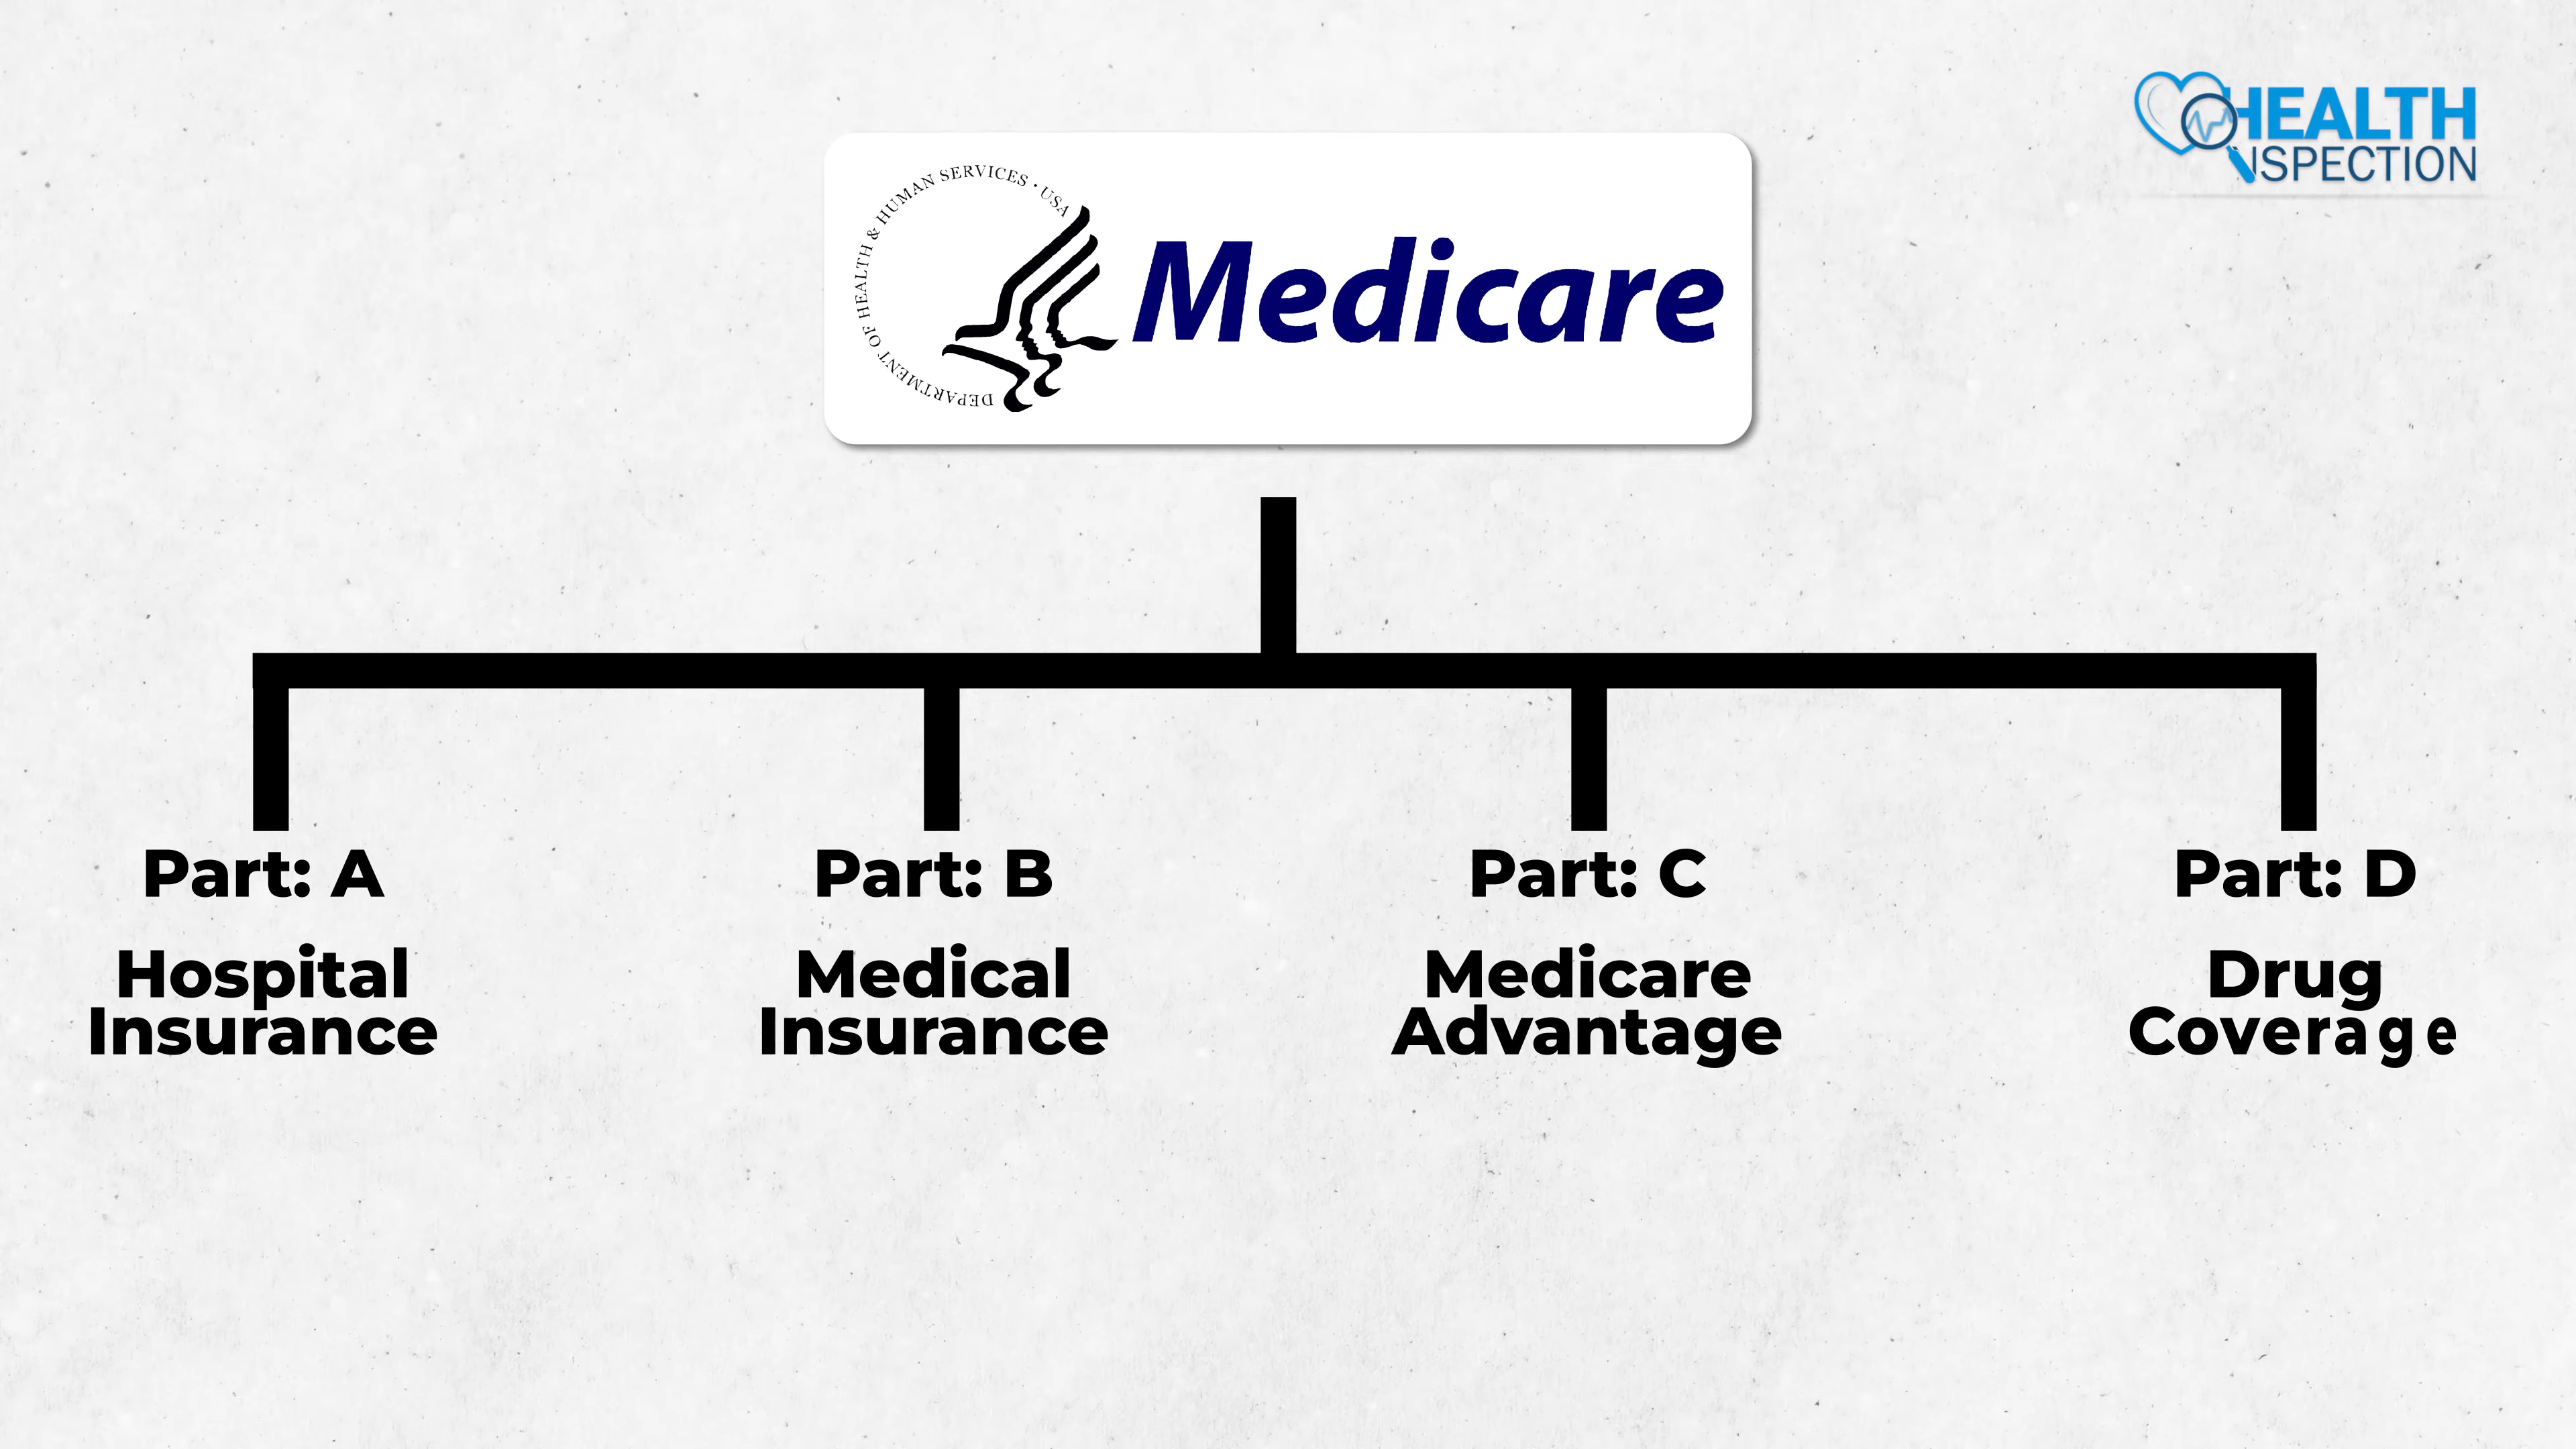 DEPARTMENT OF HEALTH & HUMAN SERVICES · USA
Medicare
HEALTH
INSPECTION
Part: A
Hospital
Insurance
Part: B
Medical
Insurance
Part: C
Medicare
Advantage
Part: D
Drug
Coverage